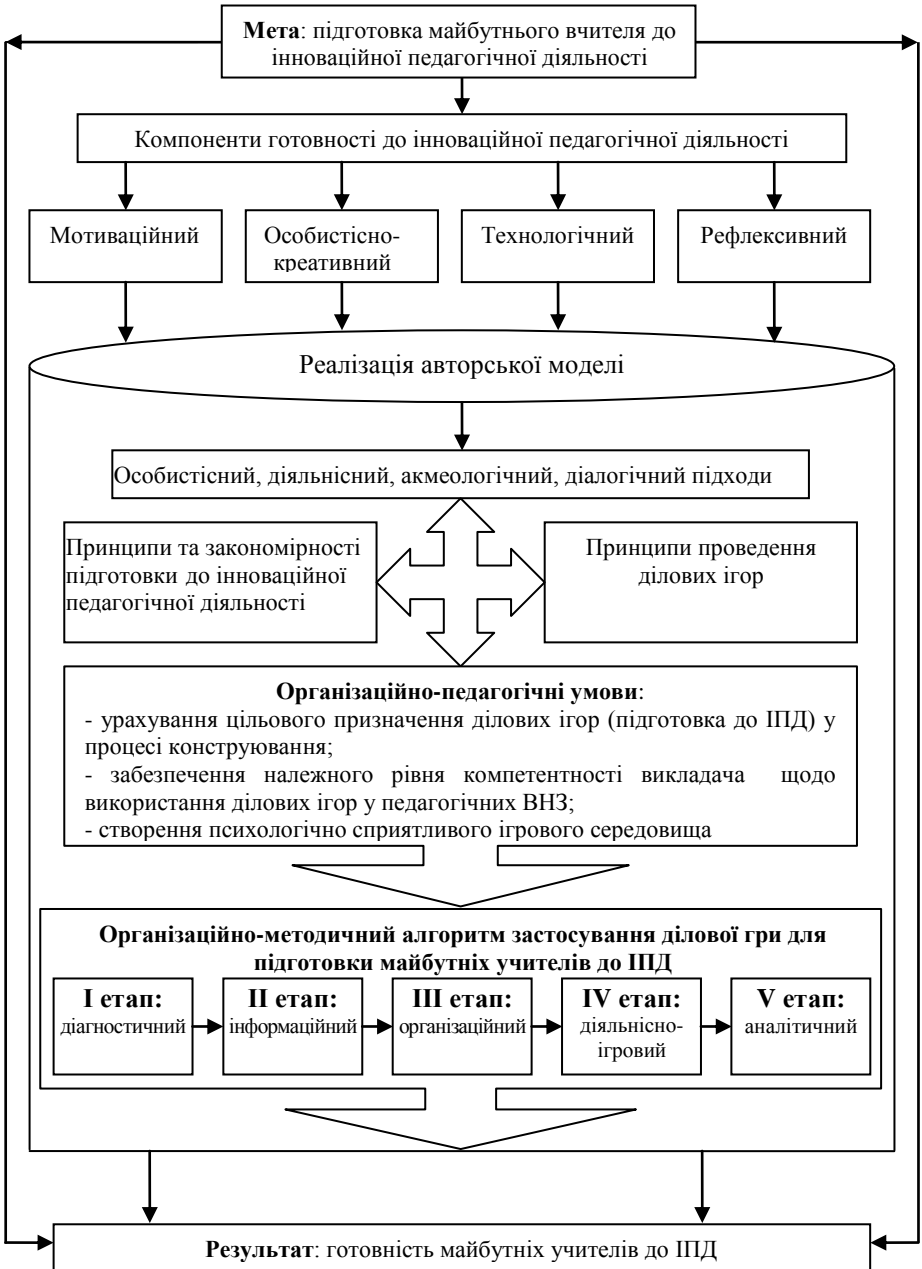 Мета: підготовка майбутнього вчителя до
інноваційної педагогічної діяльності
Компоненти готовності до інноваційної педагогічної діяльності
Мотиваційний
Особистісно-
креативний
Технологічний
Рефлексивний
Реалізація авторської моделі
Особистісний, діяльнісний, акмеологічний, діалогічний підходи
Принципи та закономірності
підготовки до інноваційної
педагогічної діяльності
Принципи проведення
ділових ігор
Організаційно-педагогічні умови:
- урахування цільового призначення ділових ігор (підготовка до ІПД) у
процесі конструювання;
- забезпечення належного рівня компетентності викладача щодо
використання ділових ігор у педагогічних ВНЗ;
- створення психологічно сприятливого ігрового середовища
Організаційно-методичний алгоритм застосування ділової гри для
підготовки майбутніх учителів до ІПД
І етап:
діагностичний
ІІ етап:
інформаційний
ІІІ етап:
організаційний
IV етап:
діяльнісно-
ігровий
V етап:
аналітичний
Результат: готовність майбутніх учителів до ІПД